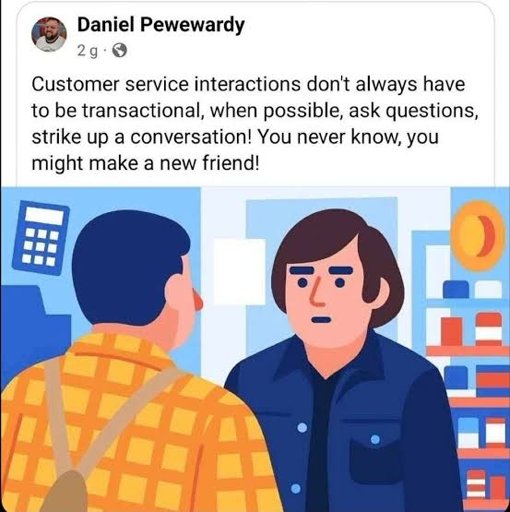 Daniel Pewewardy
2 g ·
Customer service interactions don't always have
to be transactional, when possible, ask questions,
strike up a conversation! You never know, you
might make a new friend!